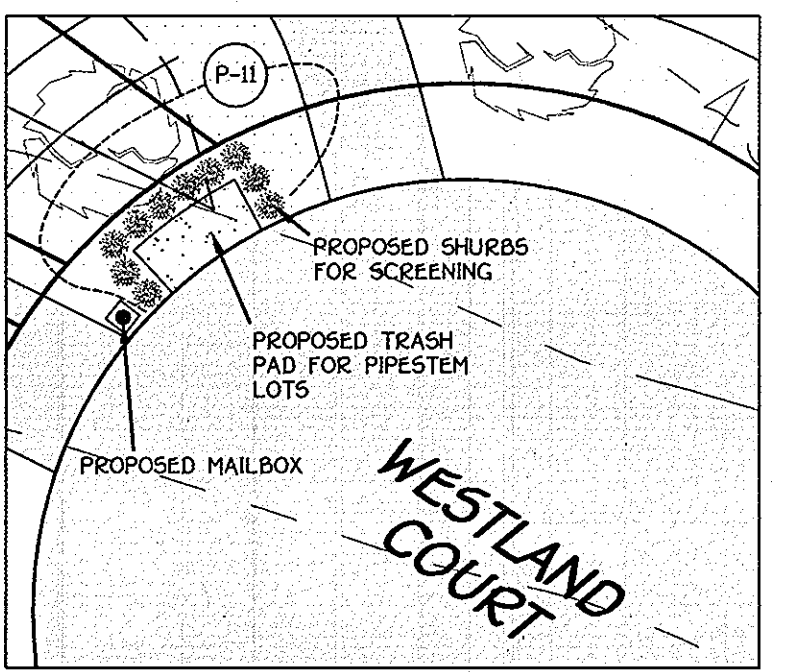 P-11
PROPOSED SHURBS
FOR SCREENING
PROPOSED TRASH
PAD FOR PIPESTEM
LOTS
PROPOSED MAILBOX
WESTLAND
COURT